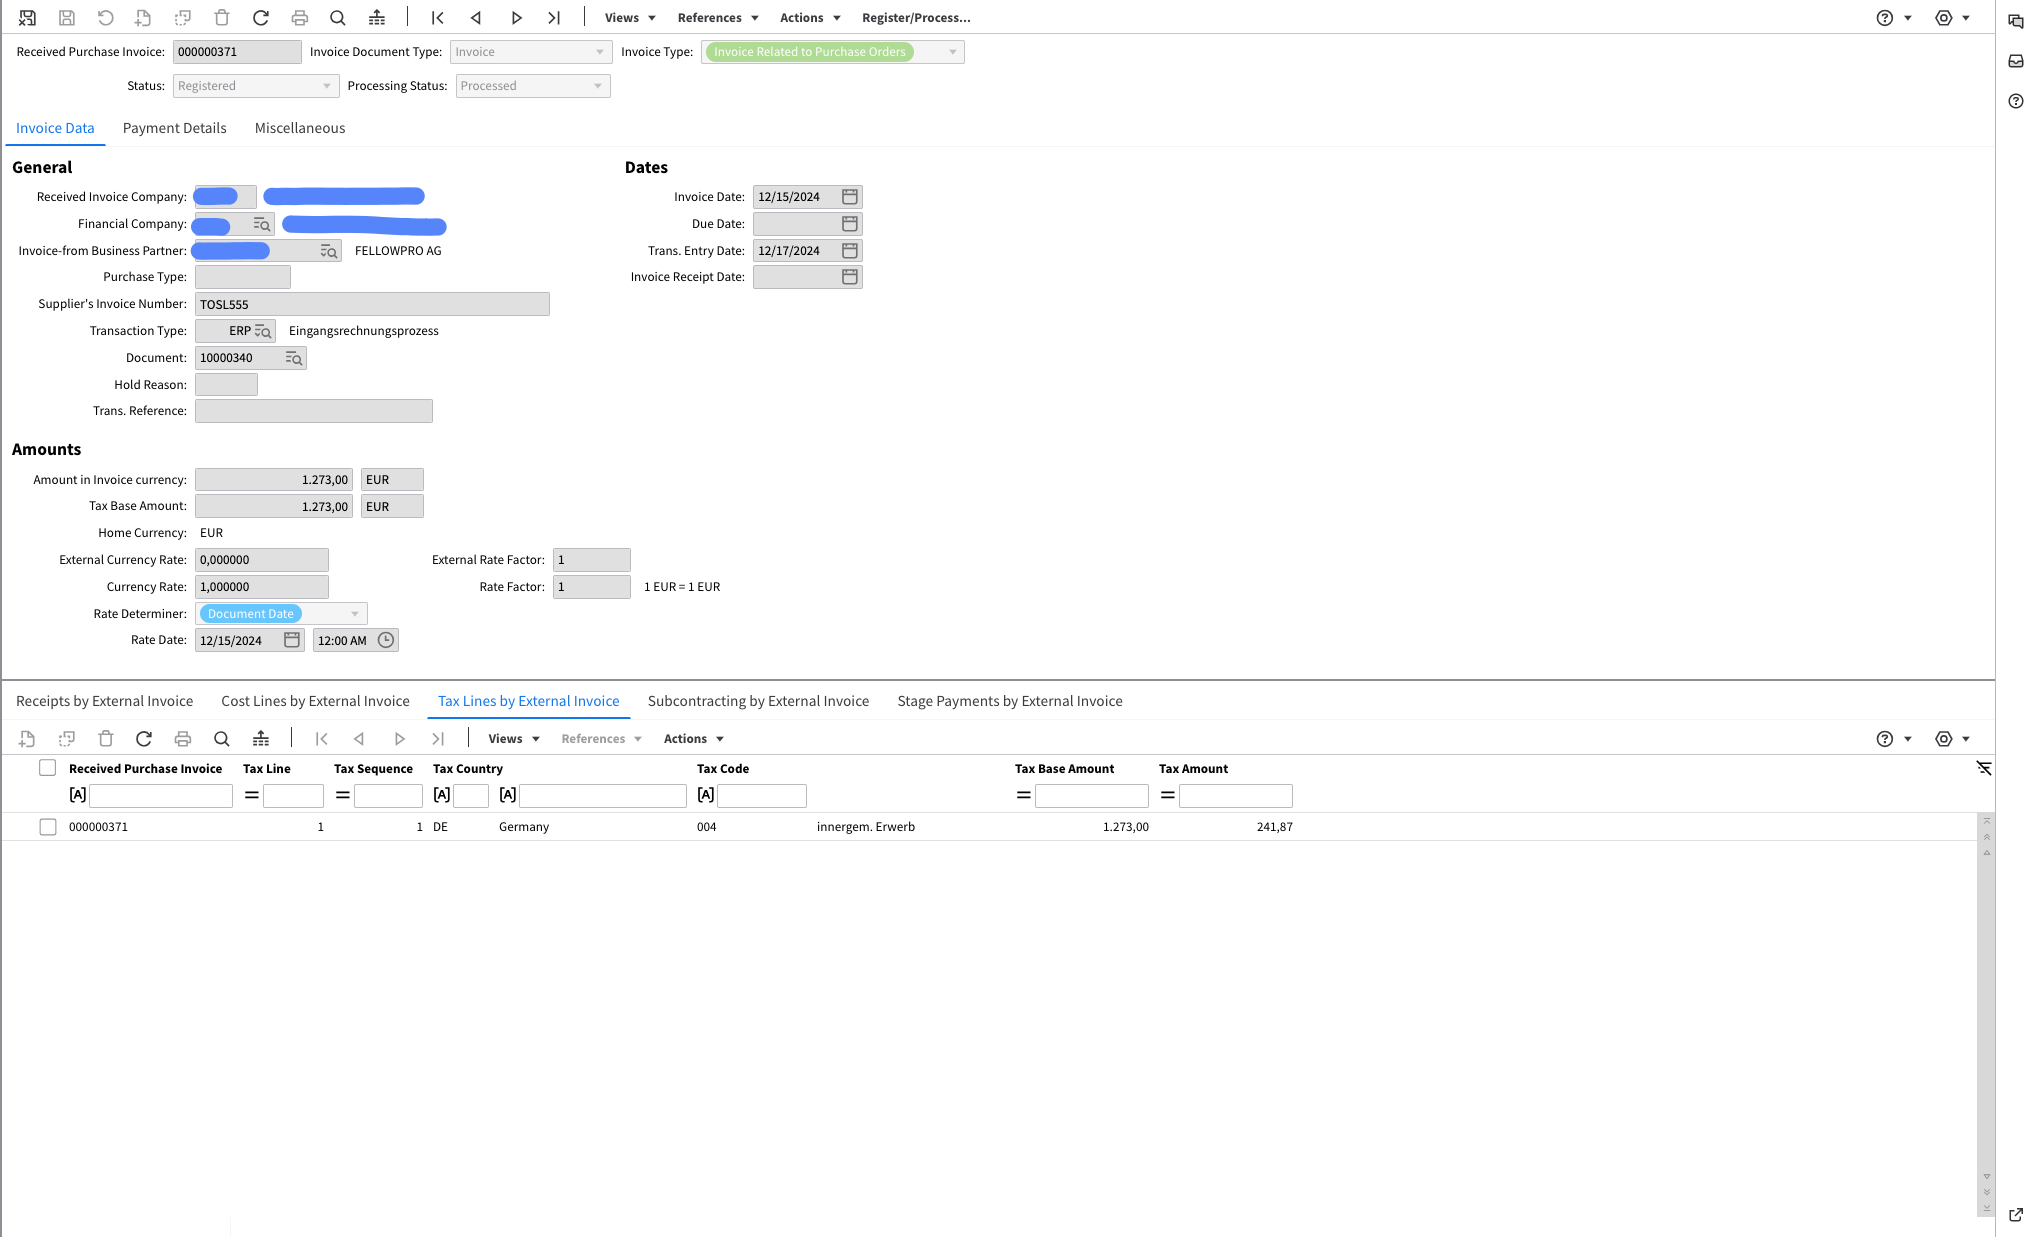 Views References Actions Register/Process...
Received Purchase Invoice: 000000371 Invoice Document Type: Invoice Invoice Type: Invoice Related to Purchase Orders
Status: Registered Processing Status: Processed
Invoice Data Payment Details Miscellaneous
General Dates
Received Invoice Company: Invoice Date: 12/15/2024
Financial Company: Due Date:
Invoice-from Business Partner: FELLOWPRO AG Trans. Entry Date: 12/17/2024
Purchase Type: Invoice Receipt Date:
Supplier's Invoice Number: TOSL555
Transaction Type: ERP Eingangsrechnungsprozess
Document: 10000340
Hold Reason:
Trans. Reference:
Amounts
Amount in Invoice currency: 1.273,00 EUR
Tax Base Amount: 1.273,00 EUR
Home Currency: EUR
External Currency Rate: 0,000000 External Rate Factor: 1
Currency Rate: 1,000000 Rate Factor: 1 1 EUR = 1 EUR
Rate Determiner: Document Date
Rate Date: 12/15/2024 12:00 AM
Receipts by External Invoice Cost Lines by External Invoice Tax Lines by External Invoice Subcontracting by External Invoice Stage Payments by External Invoice
Views References Actions
Received Purchase Invoice Tax Line Tax Sequence Tax Country Tax Code Tax Base Amount Tax Amount
[A] = = [A] [A] [A] = =
000000371 1 1 DE Germany 004 innergem. Erwerb 1.273,00 241,87